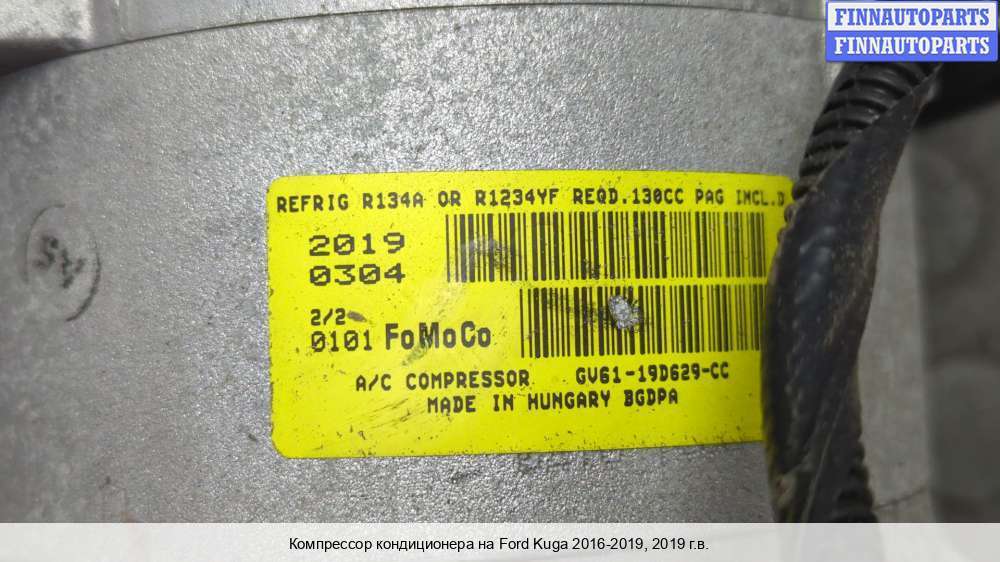 FINNAUTOPARTS
FINNAUTOPARTS
REFRIG R134A OR R1234YF REQD.130CC PAG INCL.D
2019
0304
2/2
0101 FoMoCo
A/C COMPRESSOR GV61-19D629-CC
MADE IN HUNGARY BGDPA
Компрессор кондиционера на Ford Kuga 2016-2019, 2019 г.в.